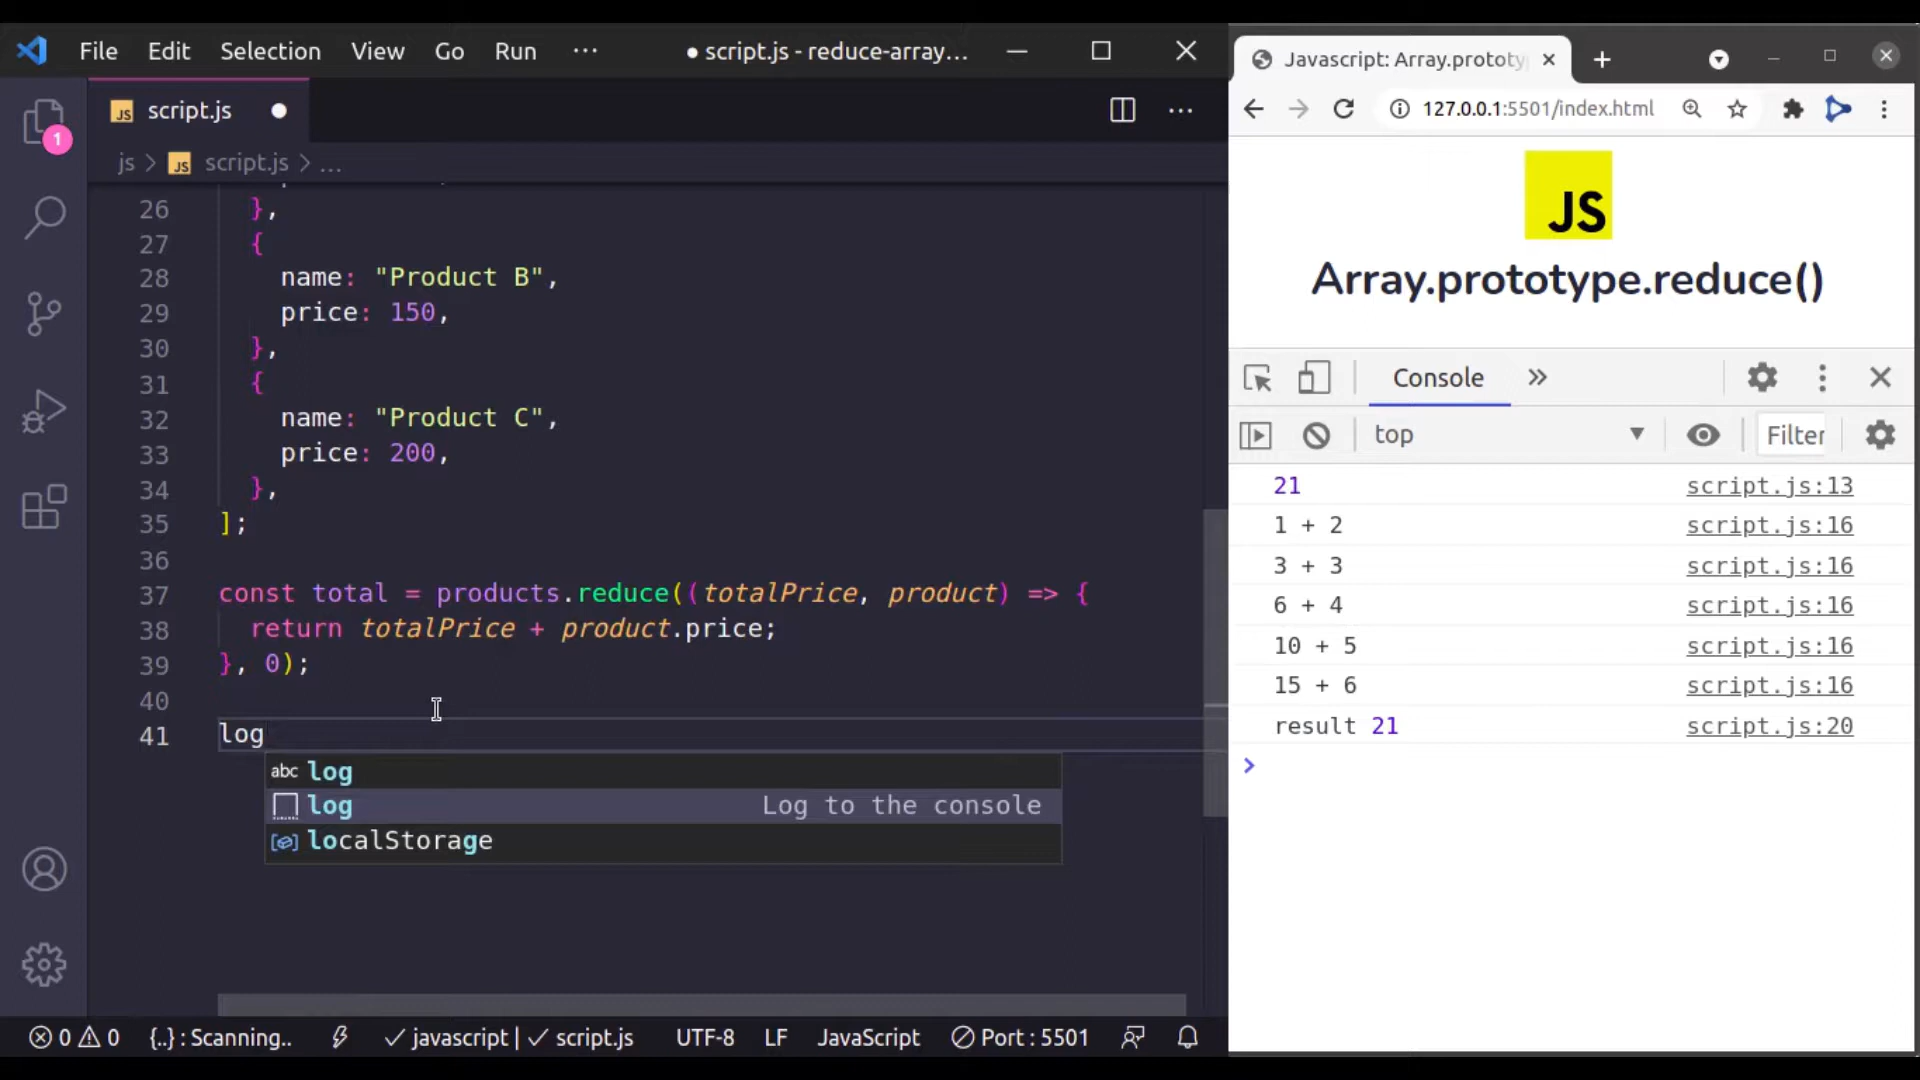 File Edit Selection View Go Run ··· ● script.js - reduce-array...
JS script.js
1
js > JS script.js > ...
26 },
27 {
28 name: "Product B",
29 price: 150,
30 },
31 {
32 name: "Product C",
33 price: 200,
34 },
35 ];
36
37 const total = products.reduce((totalPrice, product) => {
38 return totalPrice + product.price;
39 }, 0);
40
41 log
abc log
log Log to the console
localStorage
0 0 {..} : Scanning.. javascript | script.js UTF-8 LF JavaScript Port : 5501
Javascript: Array.prototy
127.0.0.1:5501/index.html
JS
Array.prototype.reduce()
Console
top Filter
21 script.js:13
1 + 2 script.js:16
3 + 3 script.js:16
6 + 4 script.js:16
10 + 5 script.js:16
15 + 6 script.js:16
result 21 script.js:20
>